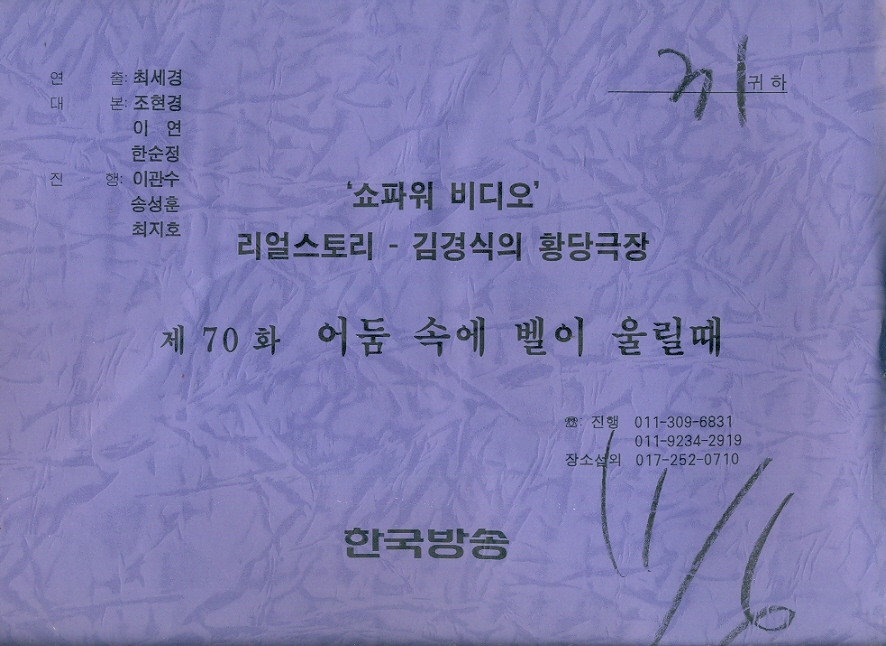 연 출: 최세경
대 본: 조현경
이 연
한순정
진 행: 이관수
송성훈
최지호
귀하
'쇼파워 비디오'
리얼스토리 - 김경식의 황당극장
제 70 화 어둠 속에 벨이 울릴때
☎: 진행 011-309-6831
011-9234-2919
장소섭외 017-252-0710
11/6
한국방송